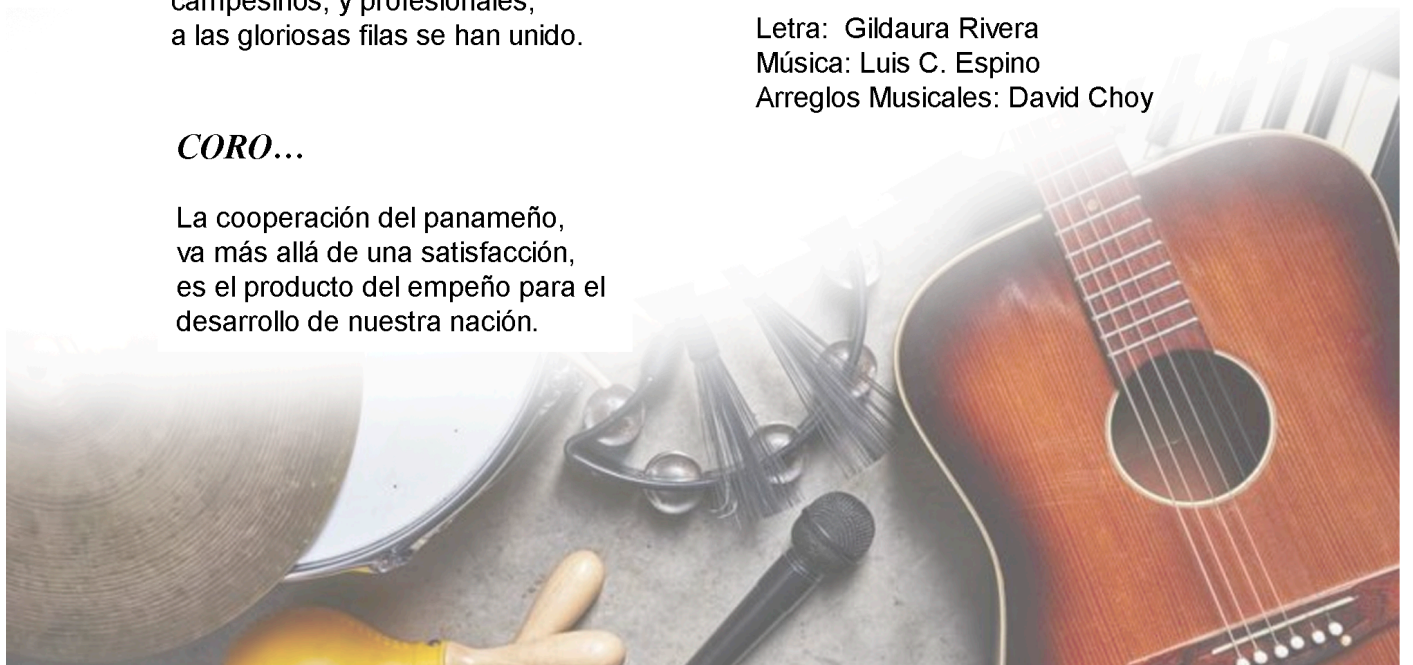 campesinos, y profesionales,
a las gloriosas filas se han unido.
CORO...
La cooperación del panameño,
va más allá de una satisfacción,
es el producto del empeño para el
desarrollo de nuestra nación.
Letra:  Gildaura Rivera
Música: Luis C. Espino
Arreglos Musicales: David Choy